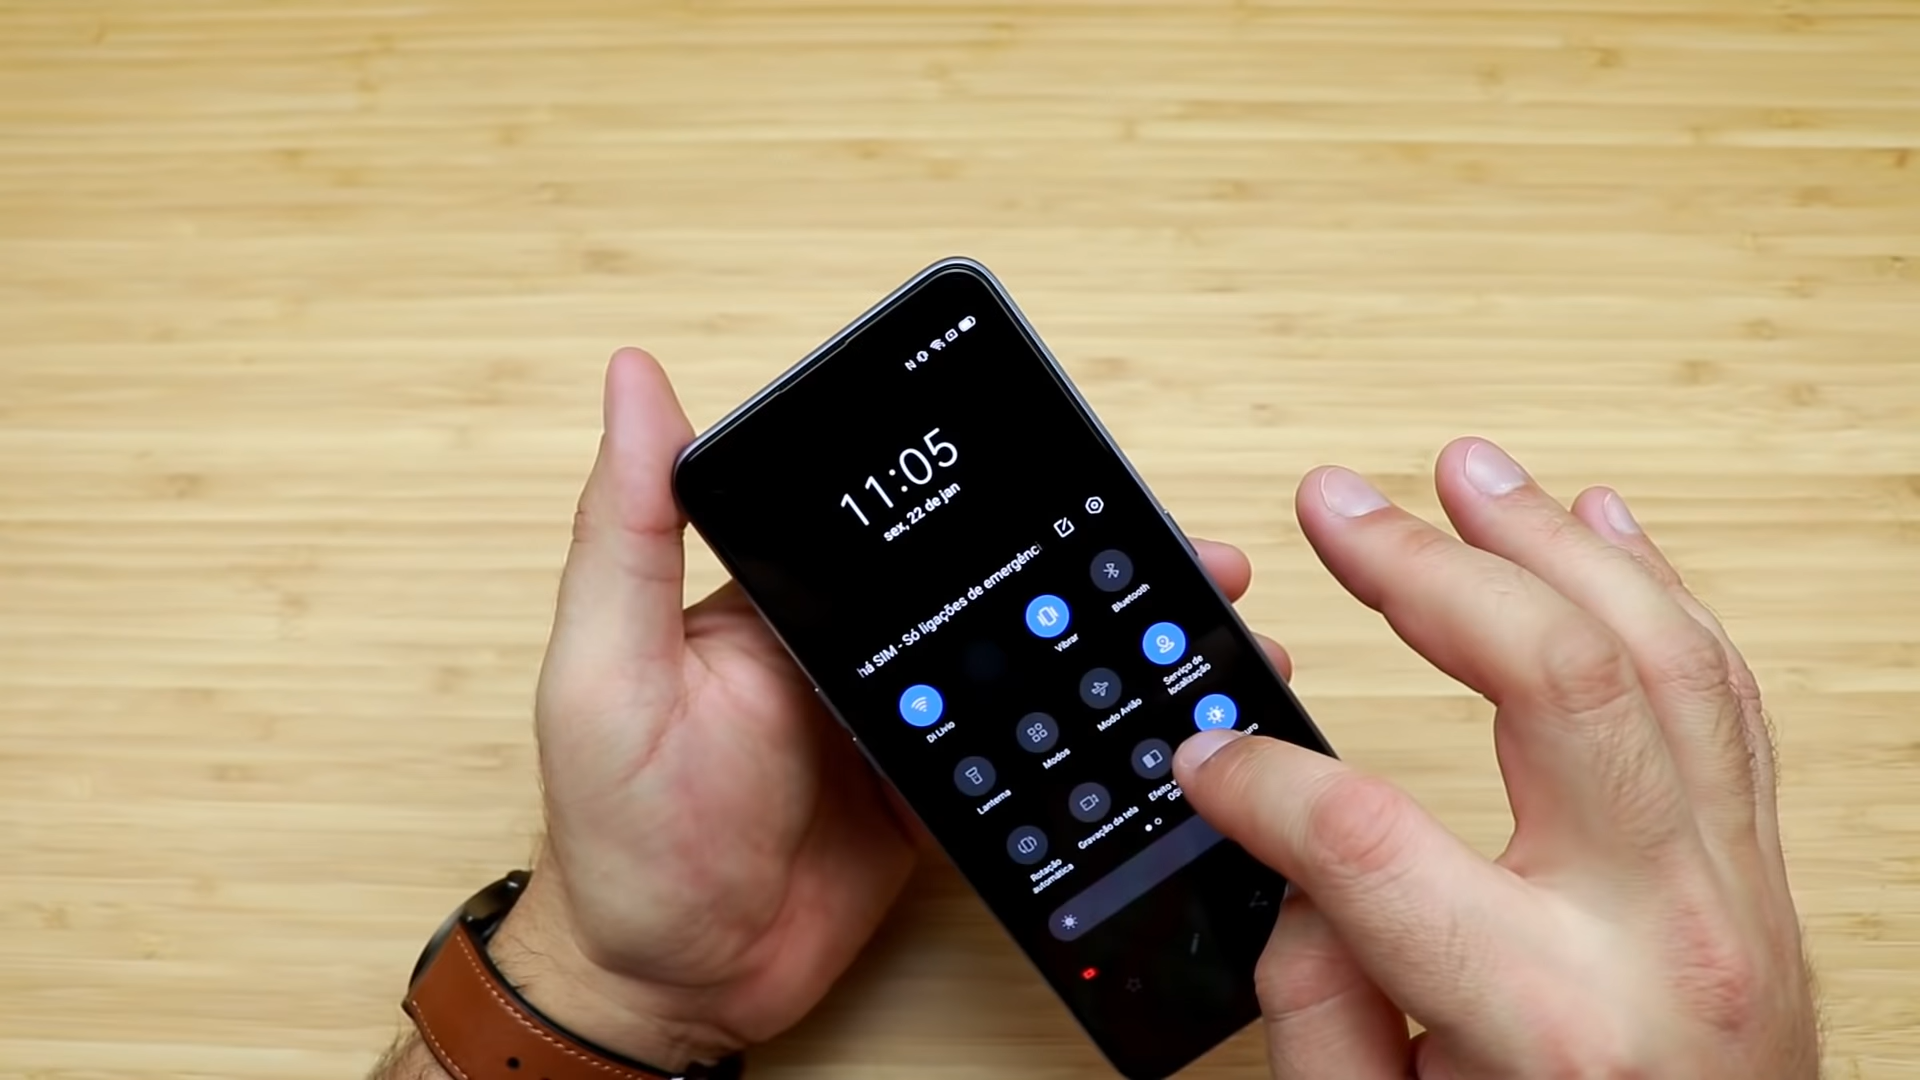 11:05
sex, 22 de jan
há SIM - Só ligações de emergênci
Di Livio
Vibrar
Bluetooth
Lanterna
Modos
Modo Avião
Serviço de
localização
Rotação
automática
Gravação da tela
Efeito